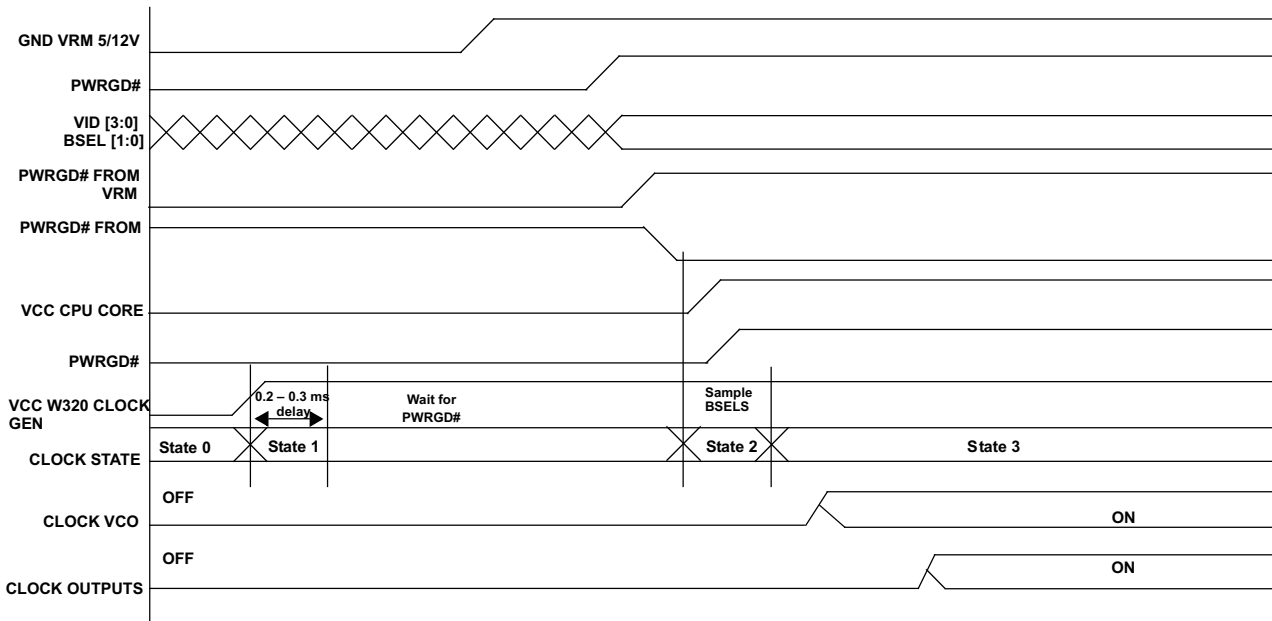 GND VRM 5/12V
PWRGD#
VID [3:0]
BSEL [1:0]
PWRGD# FROM
VRM
PWRGD# FROM
VCC CPU CORE
PWRGD#
VCC W320 CLOCK
GEN
0.2 – 0.3 ms
delay
Wait for
PWRGD#
Sample
BSELS
CLOCK STATE
State 0
State 1
State 2
State 3
CLOCK VCO
OFF
ON
CLOCK OUTPUTS
OFF
ON